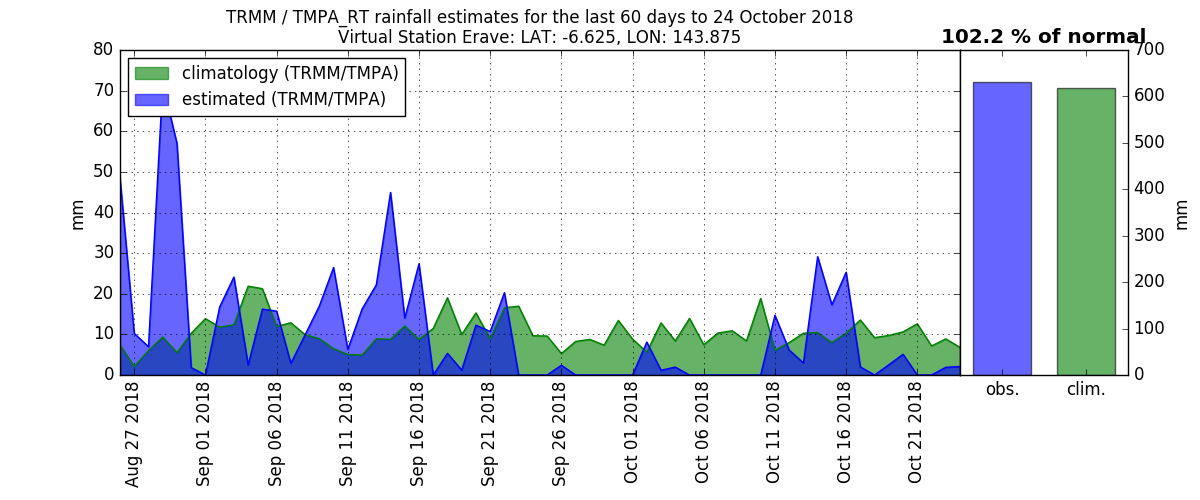 TRMM / TMPA_RT rainfall estimates for the last 60 days to 24 October 2018
Virtual Station Erave: LAT: -6.625, LON: 143.875
102.2 % of normal
climatology (TRMM/TMPA)
estimated (TRMM/TMPA)
mm
80
70
60
50
40
30
20
10
0
Aug 27 2018
Sep 01 2018
Sep 06 2018
Sep 11 2018
Sep 16 2018
Sep 21 2018
Sep 26 2018
Oct 01 2018
Oct 06 2018
Oct 11 2018
Oct 16 2018
Oct 21 2018
obs.
clim.
700
600
500
400
300
200
100
0
mm